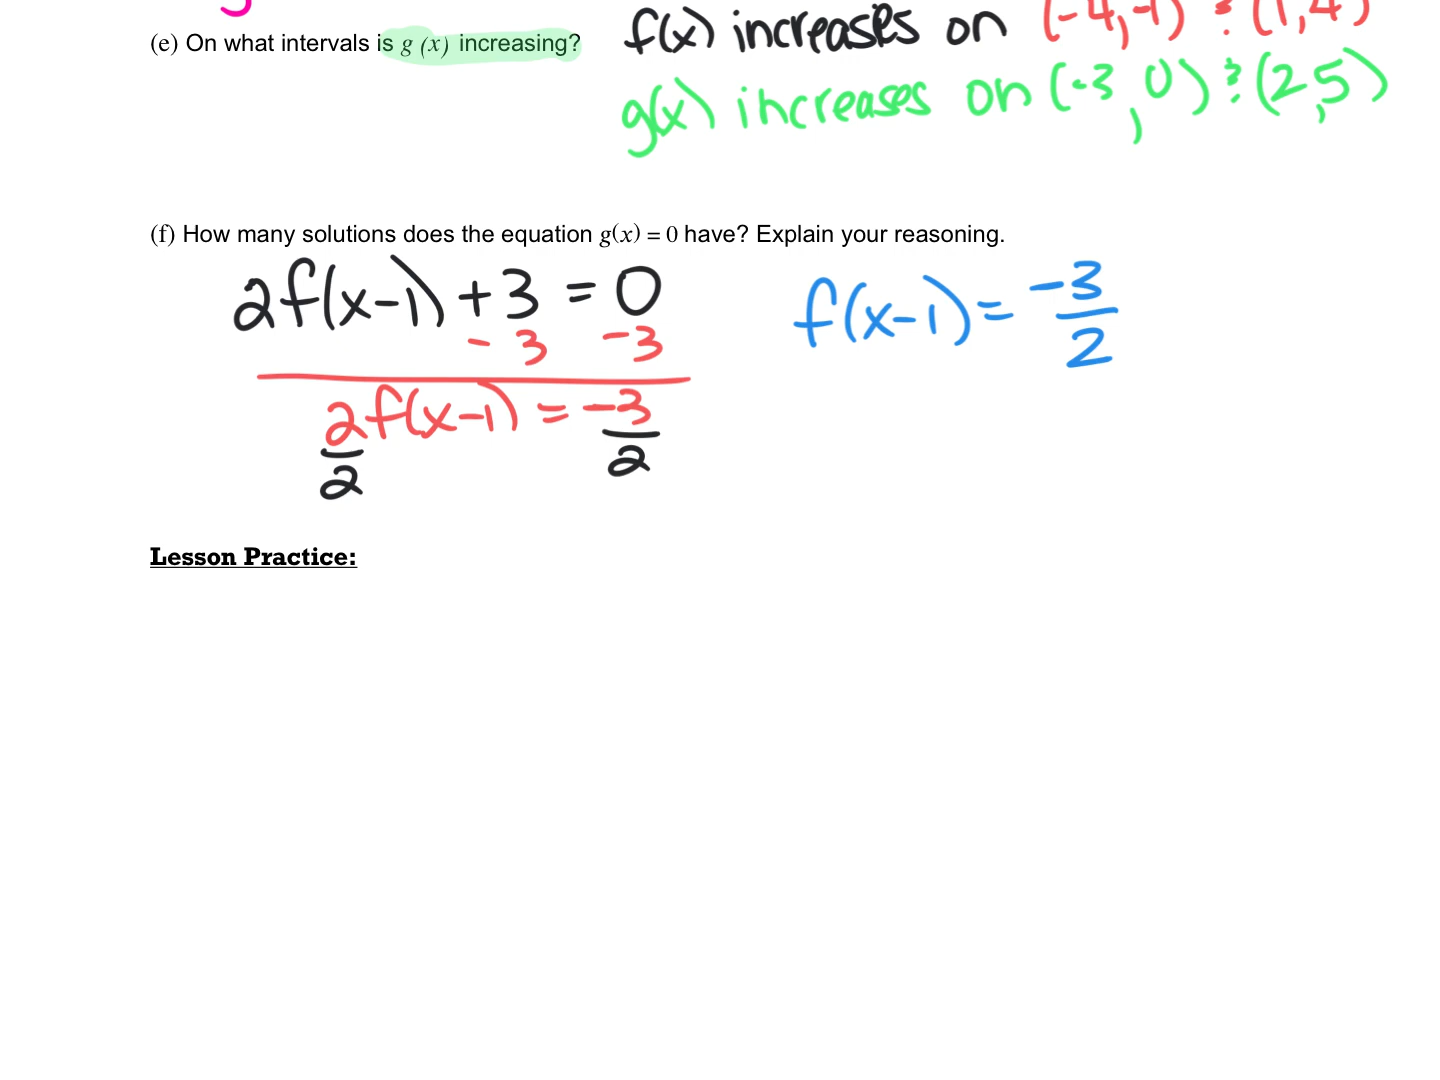 (e) On what intervals is g (x) increasing?
f(x) increases on (-4,-1) & (1,4)
g(x) increases on (-3,0) & (2,5)
(f) How many solutions does the equation g(x) = 0 have? Explain your reasoning.
2f(x-1) +3 = 0
-3 -3
2f(x-1) = -3
2 2
f(x-1) = -3/2
Lesson Practice: